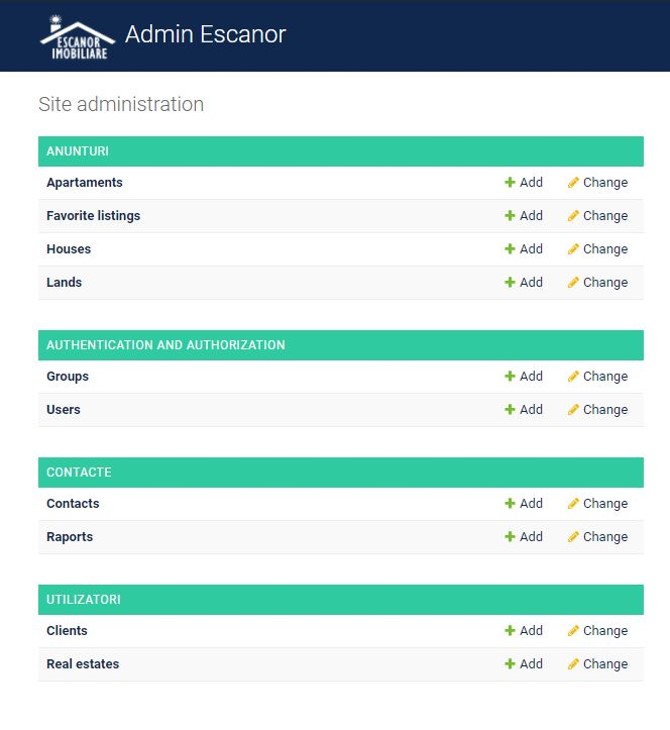 ESCANOR
IMOBILIARE
Admin Escanor
Site administration
ANUNTURI
Apartaments Add Change
Favorite listings Add Change
Houses Add Change
Lands Add Change
AUTHENTICATION AND AUTHORIZATION
Groups Add Change
Users Add Change
CONTACTE
Contacts Add Change
Raports Add Change
UTILIZATORI
Clients Add Change
Real estates Add Change